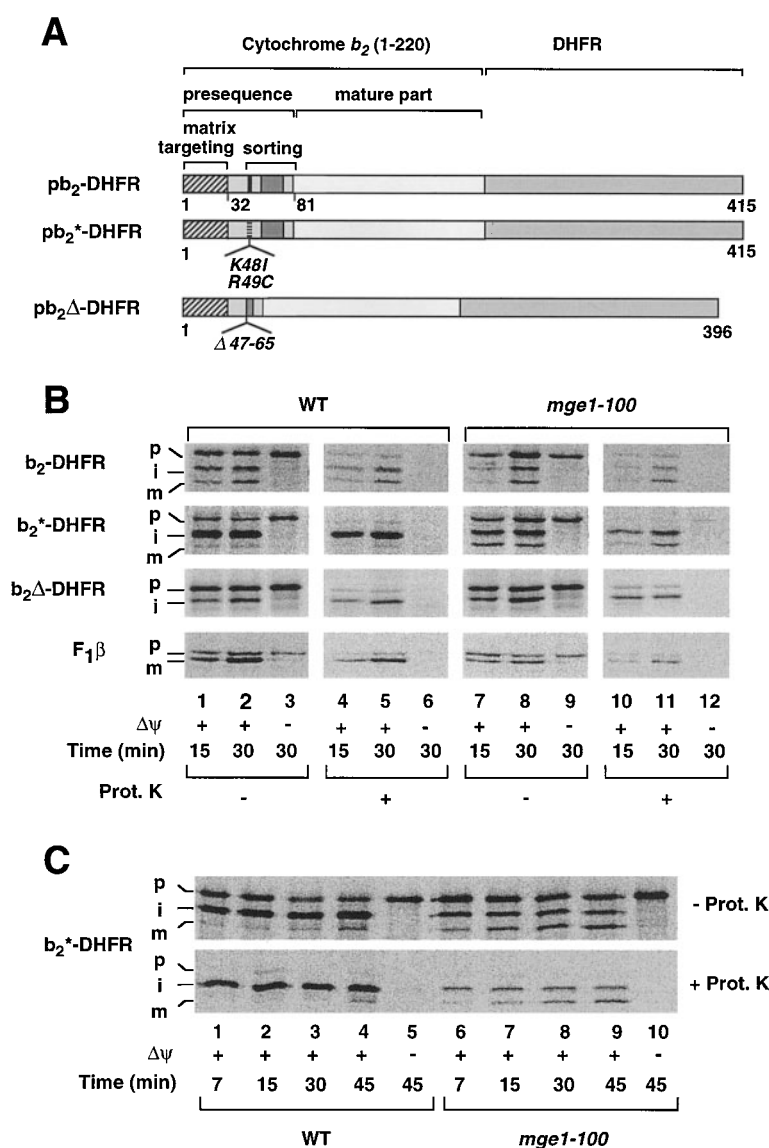 A
Cytochrome b2 (1-220) DHFR
presequence mature part
matrix
targeting sorting
pb2-DHFR
1 32 81 415
pb2*-DHFR
1 415
K48I
R49C
pb2Δ-DHFR
1 396
Δ 47-65
B
WT mge1-100
b2-DHFR p i m
b2*-DHFR p i m
b2Δ-DHFR p i
F1β p m
1 2 3 4 5 6 7 8 9 10 11 12
Δψ + + - + + - + + - + + -
Time (min) 15 30 30 15 30 30 15 30 30 15 30 30
Prot. K - + - +
C
b2*-DHFR
p i m - Prot. K
p i m + Prot. K
1 2 3 4 5 6 7 8 9 10
Δψ + + + + - + + + + -
Time (min) 7 15 30 45 45 7 15 30 45 45
WT mge1-100